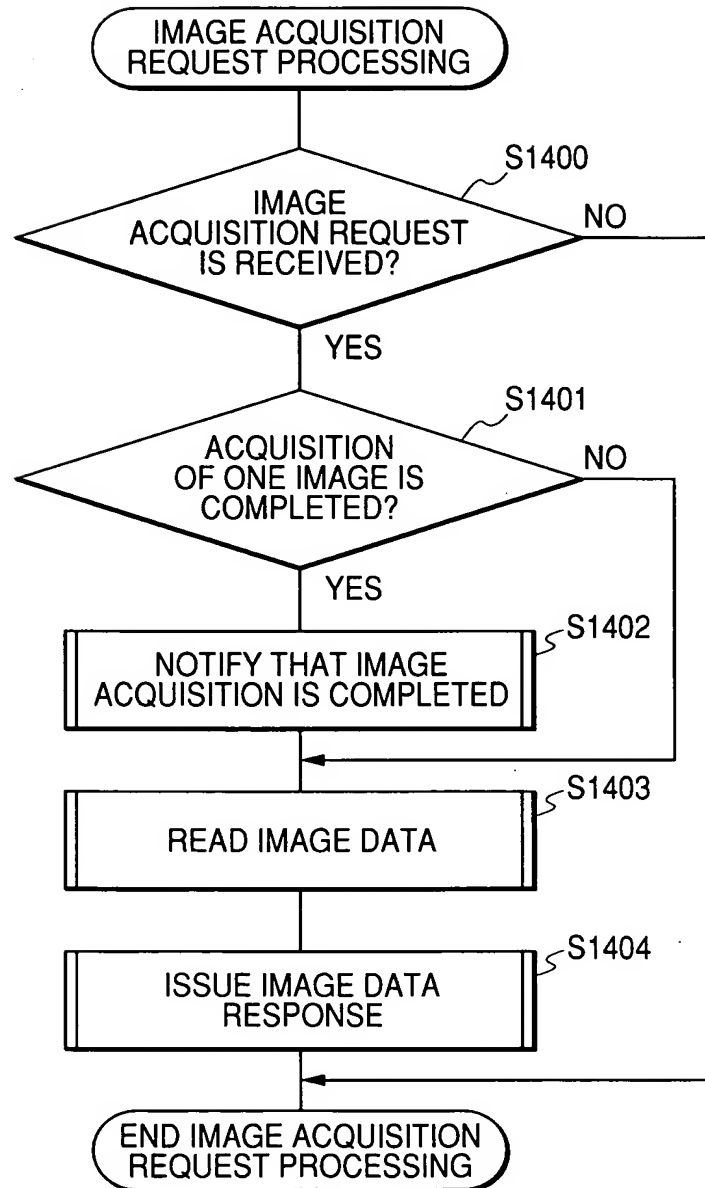 IMAGE ACQUISITION
REQUEST PROCESSING
S1400
IMAGE
ACQUISITION REQUEST
IS RECEIVED?
NO
YES
S1401
ACQUISITION
OF ONE IMAGE IS
COMPLETED?
NO
YES
S1402
NOTIFY THAT IMAGE
ACQUISITION IS COMPLETED
S1403
READ IMAGE DATA
S1404
ISSUE IMAGE DATA
RESPONSE
END IMAGE ACQUISITION
REQUEST PROCESSING